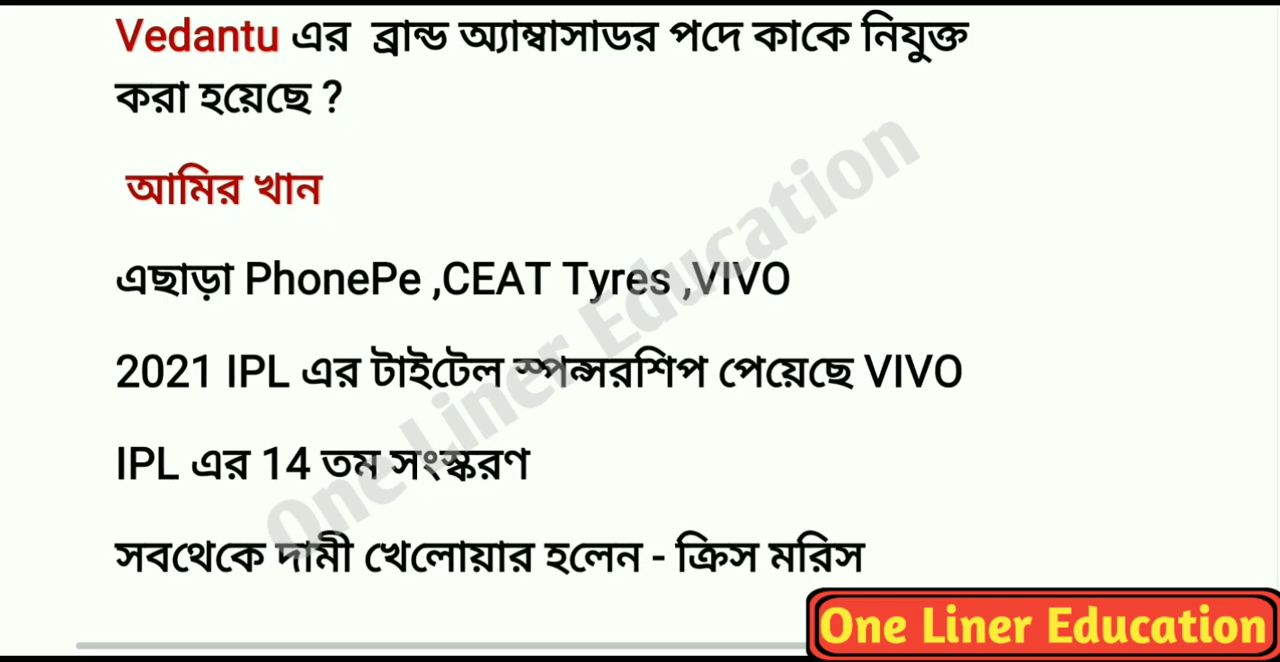 Vedantu এর ব্রান্ড অ্যাম্বাসাডর পদে কাকে নিযুক্ত
করা হয়েছে ?
আমির খান
এছাড়া PhonePe ,CEAT Tyres ,VIVO
2021 IPL এর টাইটেল স্পন্সরশিপ পেয়েছে VIVO
IPL এর 14 তম সংস্করণ
সবথেকে দামী খেলোয়ার হলেন - ক্রিস মরিস
One Liner Education
One Liner Education